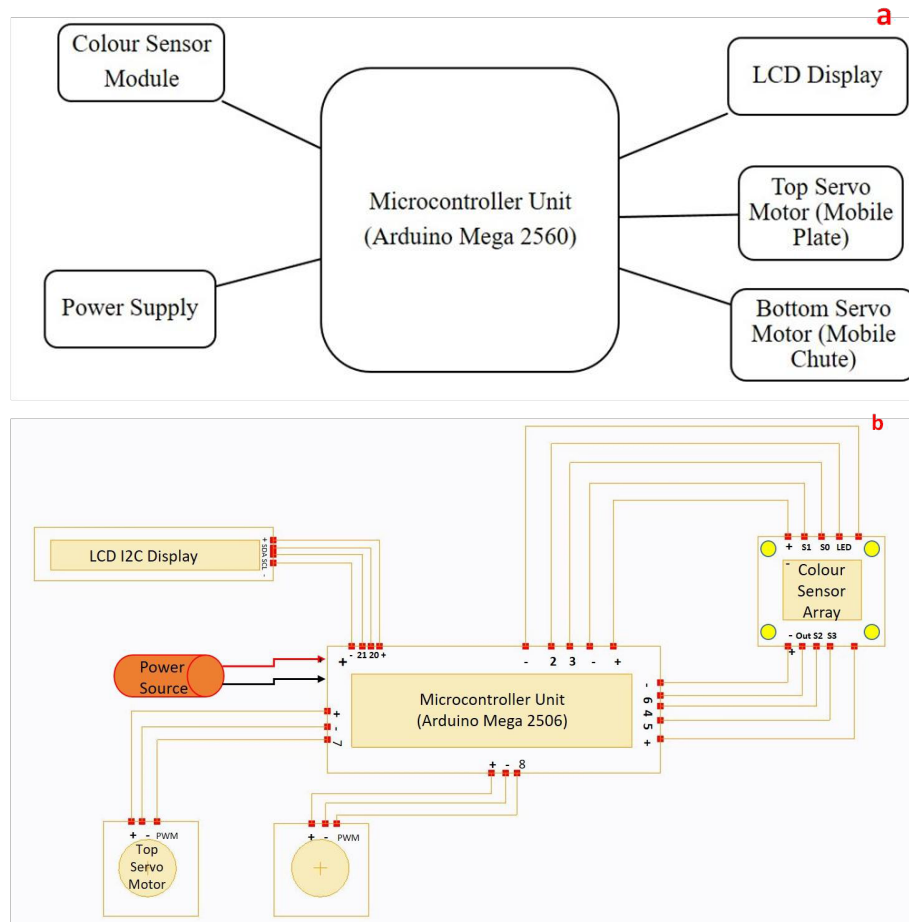 a
Colour Sensor
Module
LCD Display
Microcontroller Unit
(Arduino Mega 2560)
Top Servo
Motor (Mobile
Plate)
Power Supply
Bottom Servo
Motor (Mobile
Chute)
b
LCD I2C Display
+ SDA SCL -
+ S1 S0 LED
-
Colour
Sensor
Array
- Out S2 S3
+
Power
Source
+ - 21 20 +
- 2 3 - +
Microcontroller Unit
(Arduino Mega 2506)
- 6 4 5 +
+ - 7
+ - 8
+ - PWM
Top
Servo
Motor
+ - PWM